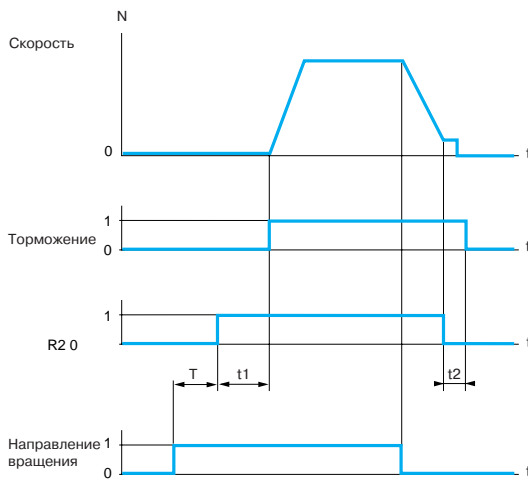 N
Скорость
0
t
1
Торможение
0
t
1
R2 0
t
T
t1
t2
Направление 1
вращения
0
t